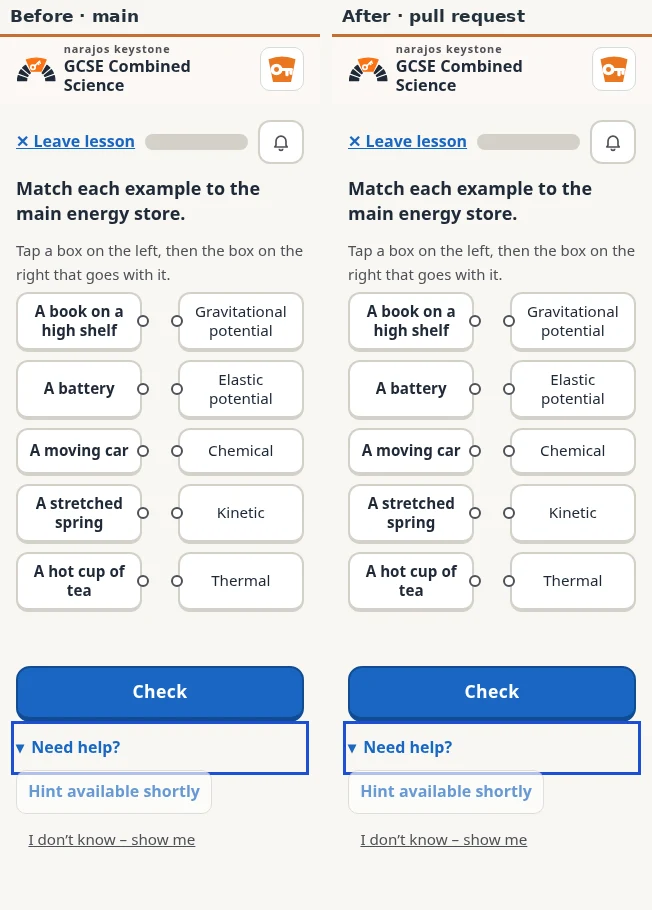 Before · main
narajos keystone
GCSE Combined
Science
✕ Leave lesson
Match each example to the
main energy store.
Tap a box on the left, then the box on the
right that goes with it.
A book on a
high shelf
Gravitational
potential
A battery
Elastic
potential
A moving car
Chemical
A stretched
spring
Kinetic
A hot cup of
tea
Thermal
Check
▾ Need help?
Hint available shortly
I don’t know – show me
After · pull request
narajos keystone
GCSE Combined
Science
✕ Leave lesson
Match each example to the
main energy store.
Tap a box on the left, then the box on the
right that goes with it.
A book on a
high shelf
Gravitational
potential
A battery
Elastic
potential
A moving car
Chemical
A stretched
spring
Kinetic
A hot cup of
tea
Thermal
Check
▾ Need help?
Hint available shortly
I don’t know – show me